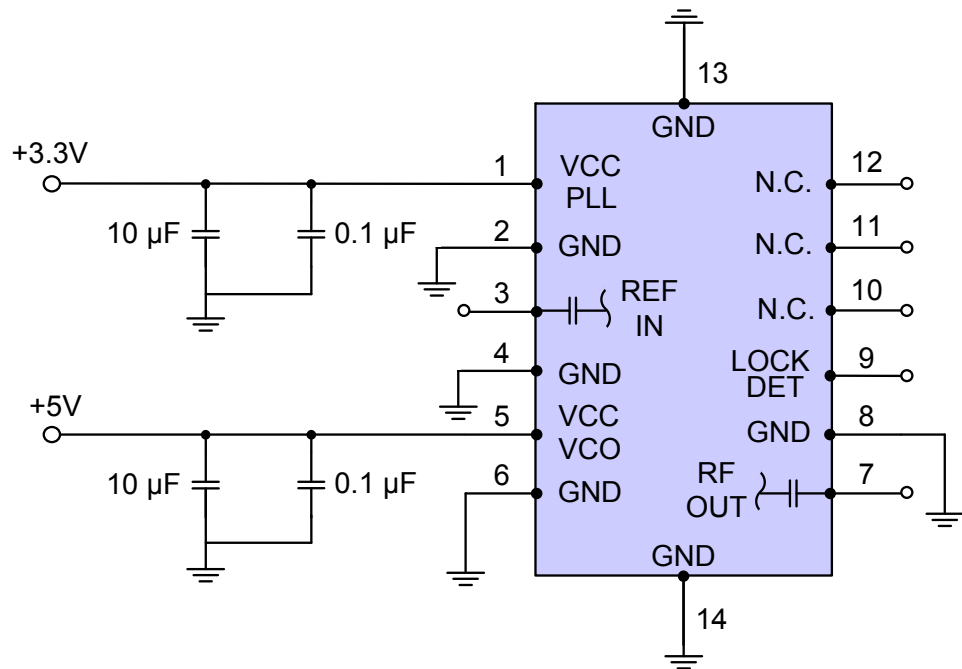 13
GND
+3.3V
1
VCC
PLL
N.C.
12
10 µF
0.1 µF
2
GND
N.C.
11
3
REF
IN
N.C.
10
4
GND
LOCK
DET
9
+5V
5
VCC
VCO
GND
8
10 µF
0.1 µF
6
GND
RF
OUT
7
GND
14